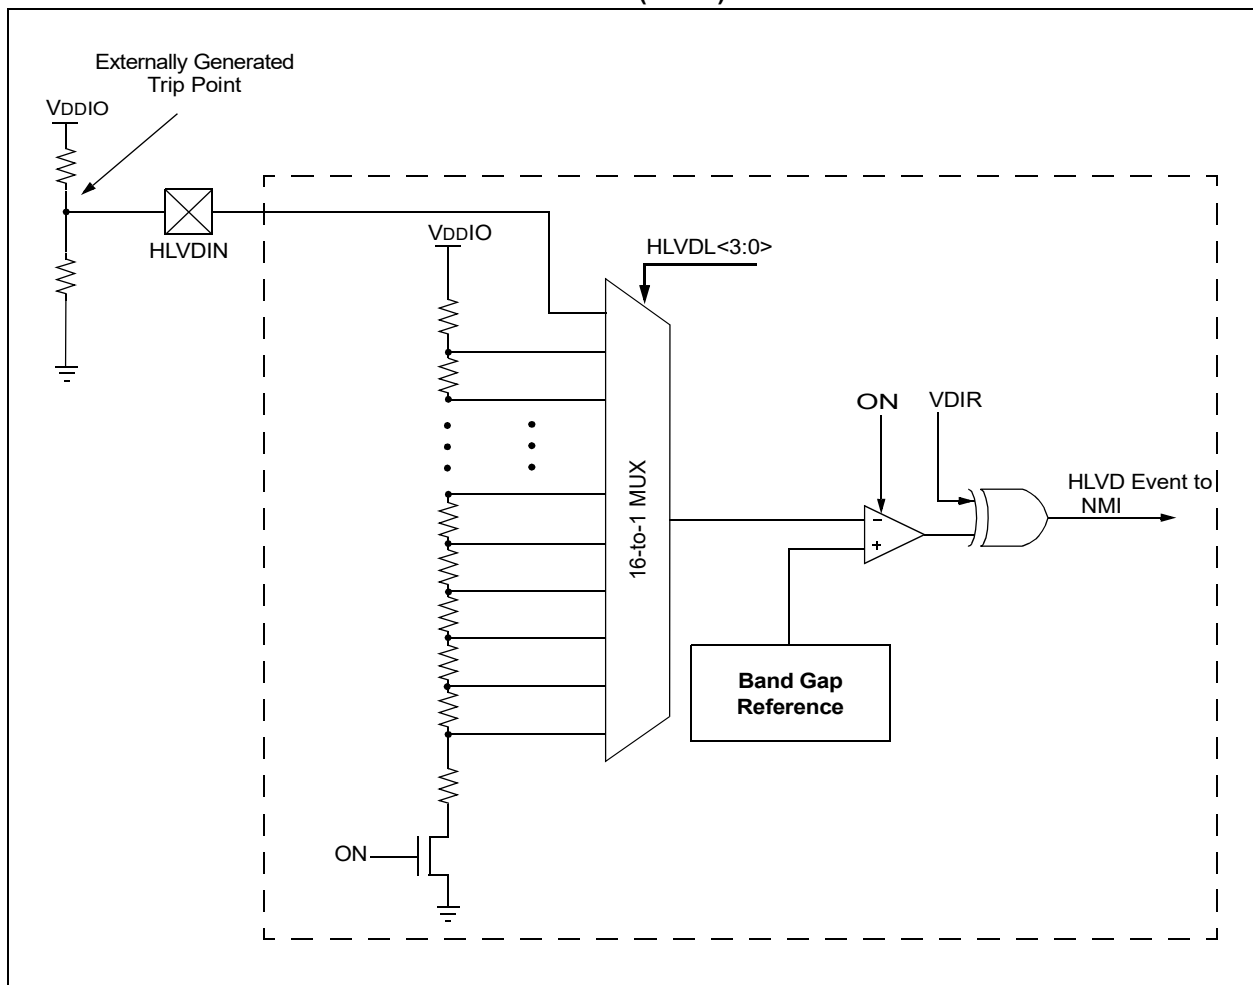 Externally Generated
Trip Point
VDDIO
HLVDIN
VDDIO
HLVDL<3:0>
ON
VDIR
16-to-1 MUX
HLVD Event to
NMI
−
+
Band Gap
Reference
ON